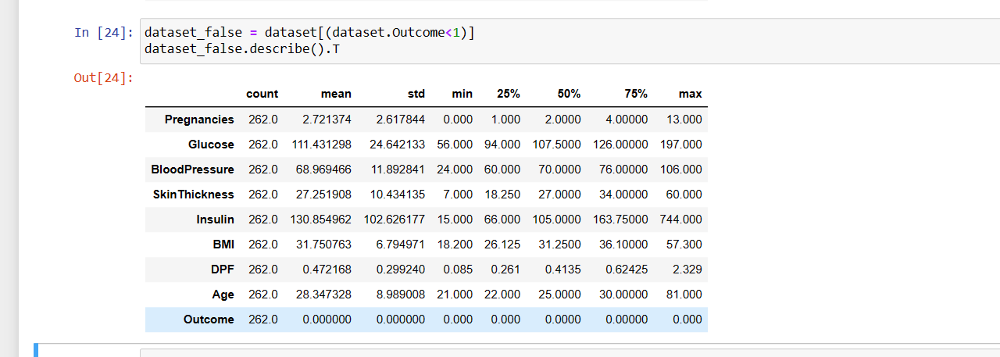 In [24]: dataset_false = dataset[(dataset.Outcome<1)]
dataset_false.describe().T
Out[24]:
count mean std min 25% 50% 75% max
Pregnancies 262.0 2.721374 2.617844 0.000 1.000 2.0000 4.00000 13.000
Glucose 262.0 111.431298 24.642133 56.000 94.000 107.5000 126.00000 197.000
BloodPressure 262.0 68.969466 11.892841 24.000 60.000 70.0000 76.00000 106.000
SkinThickness 262.0 27.251908 10.434135 7.000 18.250 27.0000 34.00000 60.000
Insulin 262.0 130.854962 102.626177 15.000 66.000 105.0000 163.75000 744.000
BMI 262.0 31.750763 6.794971 18.200 26.125 31.2500 36.10000 57.300
DPF 262.0 0.472168 0.299240 0.085 0.261 0.4135 0.62425 2.329
Age 262.0 28.347328 8.989008 21.000 22.000 25.0000 30.00000 81.000
Outcome 262.0 0.000000 0.000000 0.000 0.000 0.0000 0.00000 0.000